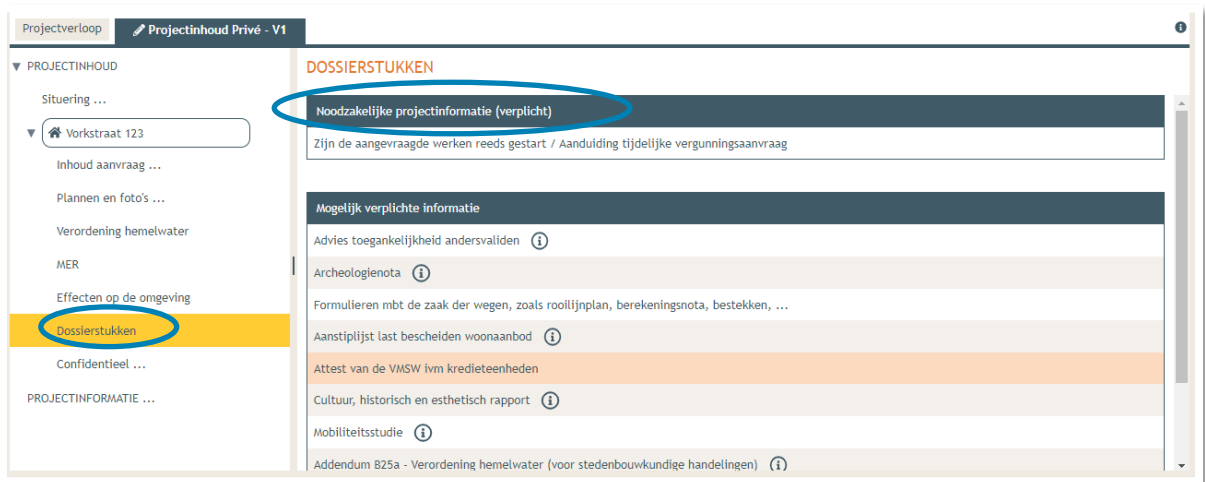 Projectverloop
Projectinhoud Privé - V1
PROJECTINHOUD
Situering ...
Vorkstraat 123
Inhoud aanvraag ...
Plannen en foto's ...
Verordening hemelwater
MER
Effecten op de omgeving
Dossierstukken
Confidentieel ...
PROJECTINFORMATIE ...
DOSSIERSTUKKEN
Noodzakelijke projectinformatie (verplicht)
Zijn de aangevraagde werken reeds gestart / Aanduiding tijdelijke vergunningsaanvraag
Mogelijk verplichte informatie
Advies toegankelijkheid andersvaliden
Archeologienota
Formulieren mbt de zaak der wegen, zoals rooilijnplan, berekeningsnota, bestekken, ...
Aanstiplijst last bescheiden woonaanbod
Attest van de VMSW ivm kredieteenheden
Cultuur, historisch en esthetisch rapport
Mobiliteitsstudie
Addendum B25a - Verordening hemelwater (voor stedenbouwkundige handelingen)